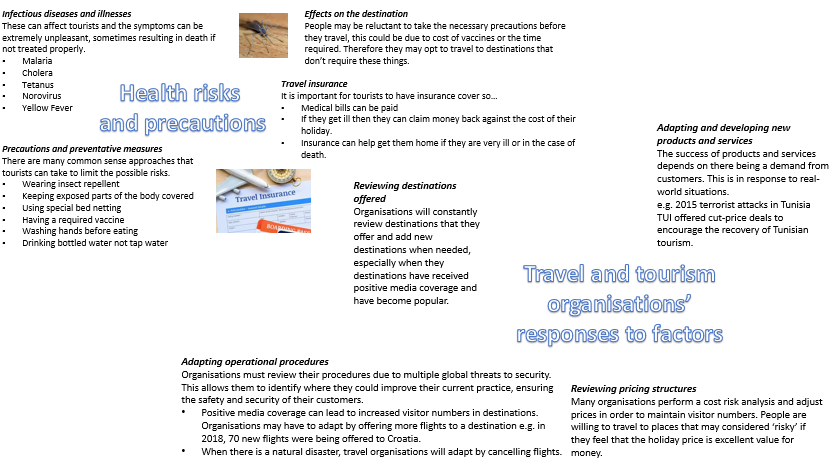 Infectious diseases and illnesses
These can affect tourists and the symptoms can be
extremely unpleasant, sometimes resulting in death if
not treated properly.
• Malaria
• Cholera
• Tetanus
• Norovirus
• Yellow Fever
Health risks
and precautions
Precautions and preventative measures
There are many common sense approaches that
tourists can take to limit the possible risks.
• Wearing insect repellent
• Keeping exposed parts of the body covered
• Using special bed netting
• Having a required vaccine
• Washing hands before eating
• Drinking bottled water not tap water
Effects on the destination
People may be reluctant to take the necessary precautions before
they travel, this could be due to cost of vaccines or the time
required. Therefore they may opt to travel to destinations that
don't require these things.
Travel insurance
It is important for tourists to have insurance cover so...
• Medical bills can be paid
• If they get ill then they can claim money back against the cost of their
holiday.
• Insurance can help get them home if they are very ill or in the case of
death.
Travel Insurance
Reviewing destinations
offered
Organisations will constantly
review destinations that they
offer and add new
destinations when needed,
especially when they
destinations have received
positive media coverage and
have become popular.
Adapting and developing new
products and services
The success of products and services
depends on there being a demand from
customers. This is in response to real-
world situations.
e.g. 2015 terrorist attacks in Tunisia
TUI offered cut-price deals to
encourage the recovery of Tunisian
tourism.
Travel and tourism
organisations'
responses to factors
Adapting operational procedures
Organisations must review their procedures due to multiple global threats to security.
This allows them to identify where they could improve their current practice, ensuring
the safety and security of their customers.
• Positive media coverage can lead to increased visitor numbers in destinations.
Organisations may have to adapt by offering more flights to a destination e.g. in
2018, 70 new flights were being offered to Croatia.
• When there is a natural disaster, travel organisations will adapt by cancelling flights.
Reviewing pricing structures
Many organisations perform a cost risk analysis and adjust
prices in order to maintain visitor numbers. People are
willing to travel to places that may considered 'risky' if
they feel that the holiday price is excellent value for
money.